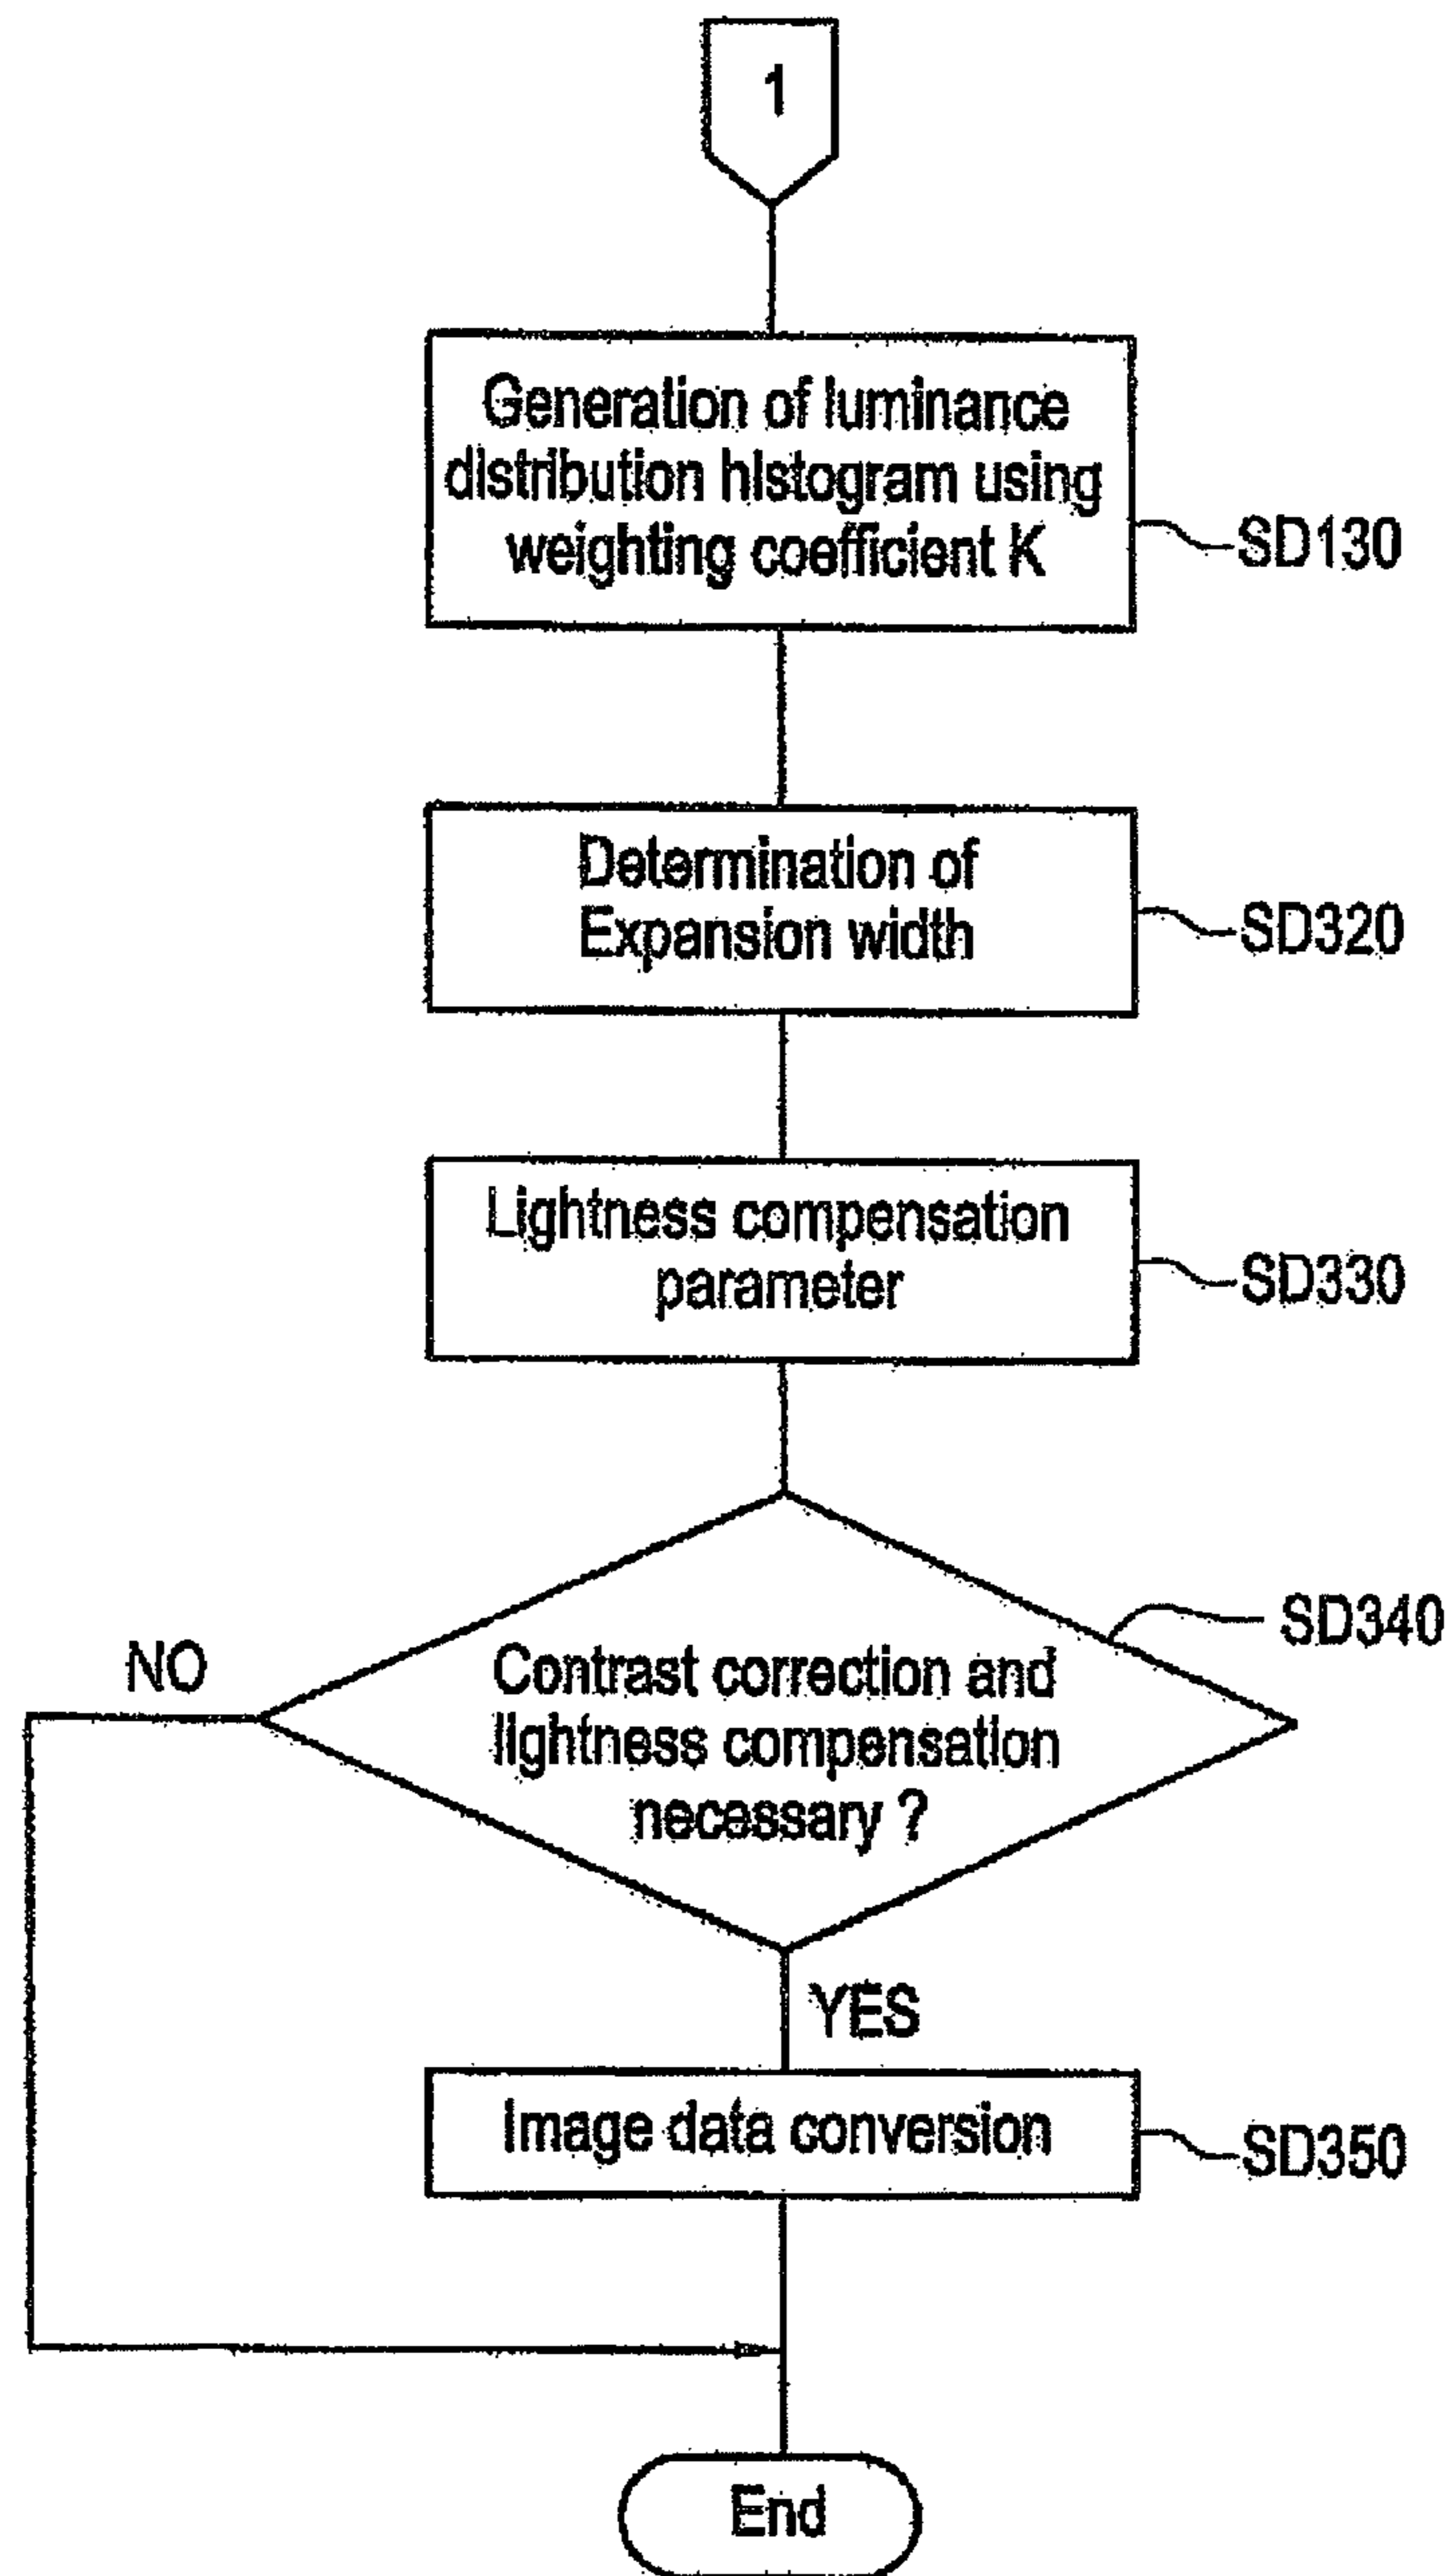 1
Generation of luminance
distribution histogram using
weighting coefficient K
SD130
Determination of
Expansion width
SD320
Lightness compensation
parameter
SD330
SD340
NO
Contrast correction and
lightness compensation
necessary ?
YES
Image data conversion
SD350
End